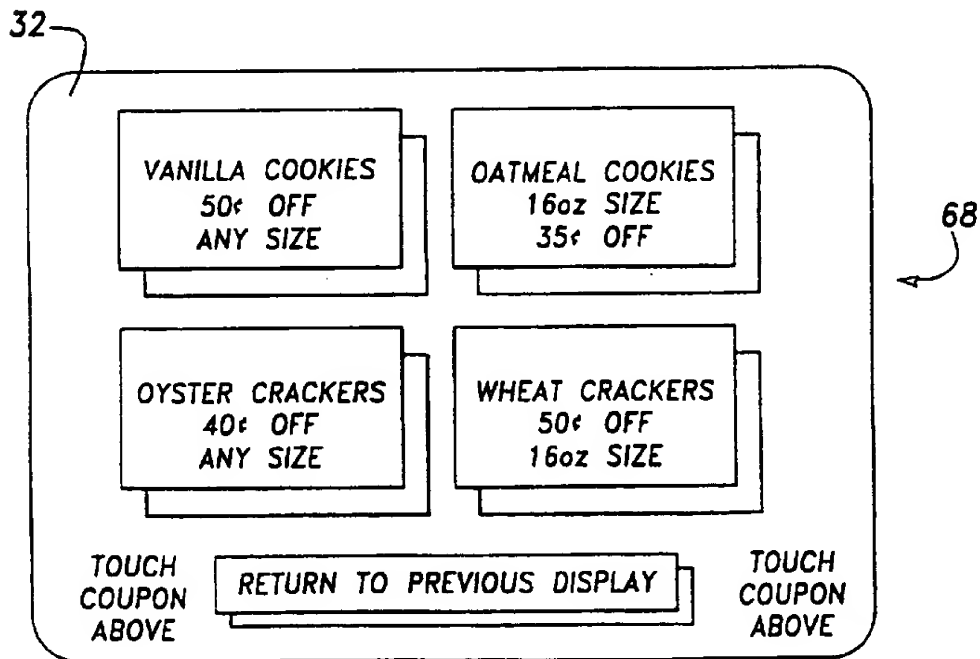 32
VANILLA COOKIES
50¢ OFF
ANY SIZE
OATMEAL COOKIES
16oz SIZE
35¢ OFF
68
OYSTER CRACKERS
40¢ OFF
ANY SIZE
WHEAT CRACKERS
50¢ OFF
16oz SIZE
TOUCH
COUPON
ABOVE
RETURN TO PREVIOUS DISPLAY
TOUCH
COUPON
ABOVE